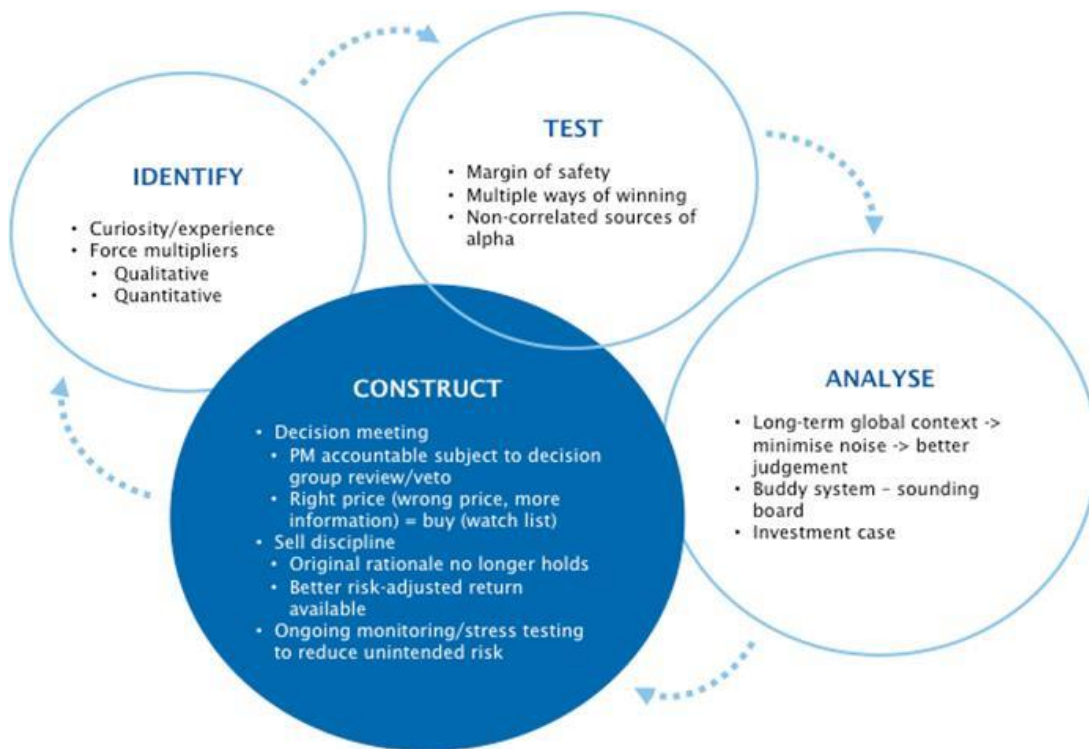 IDENTIFY
• Curiosity/experience
• Force multipliers
• Qualitative
• Quantitative
TEST
• Margin of safety
• Multiple ways of winning
• Non-correlated sources of
alpha
ANALYSE
• Long-term global context ->
minimise noise -> better
judgement
• Buddy system – sounding
board
• Investment case
CONSTRUCT
• Decision meeting
• PM accountable subject to decision
group review/veto
• Right price (wrong price, more
information) = buy (watch list)
• Sell discipline
• Original rationale no longer holds
• Better risk-adjusted return
available
• Ongoing monitoring/stress testing
to reduce unintended risk